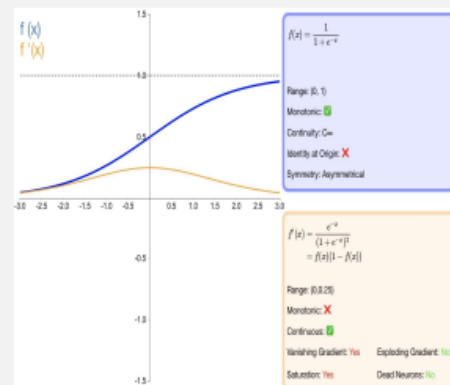 f (x)
f '(x)
1.5
1.0
0.5
-3.0 -2.5 -2.0 -1.5 -1.0 -0.5 0.5 1.0 1.5 2.0 2.5 3.0
-0.5
-1.0
-1.5
f(x) = 1 / (1 + e^{-x})
Range: (0, 1)
Monotonic: ✅
Continuity: C∞
Identity at Origin: ❌
Symmetry: Asymmetrical
f'(x) = e^{-x} / (1 + e^{-x})²
= f(x)(1 − f(x))
Range: (0,0.25)
Monotonic: ❌
Continuous: ✅
Vanishing Gradient: Yes Exploding Gradient: No
Saturation: Yes Dead Neurons: No